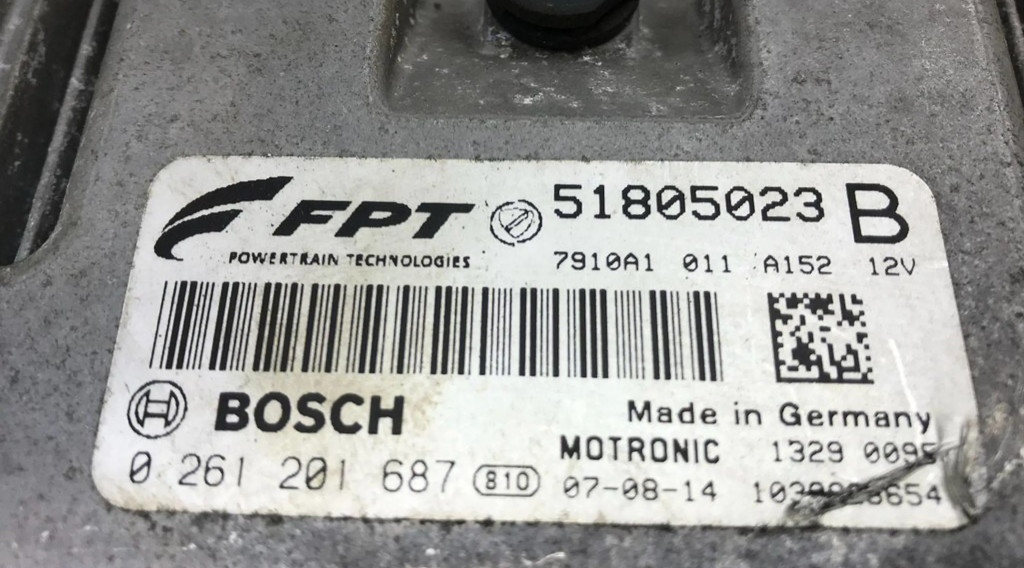 FPT 51805023 B
POWERTRAIN TECHNOLOGIES 7910A1 011 A152 12V
BOSCH Made in Germany
MOTRONIC 1329
0 261 201 687 810 07-08-14